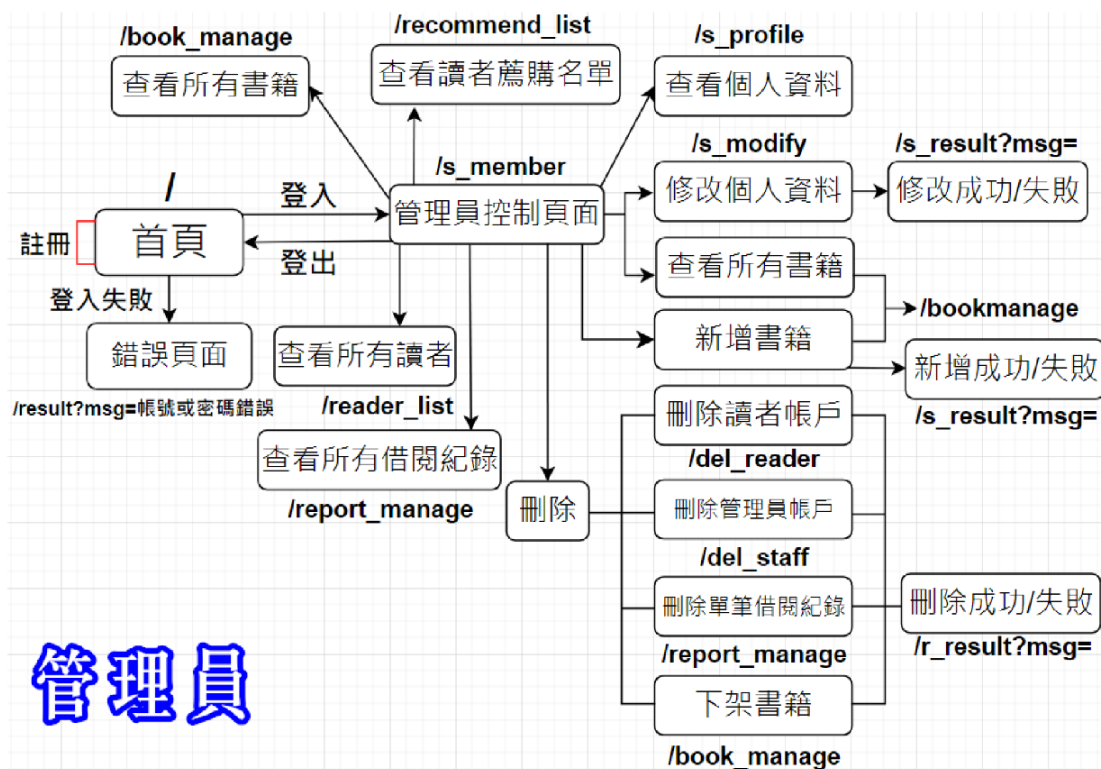 /book_manage
查看所有書籍
/recommend_list
查看讀者薦購名單
/s_profile
查看個人資料
/s_modify
修改個人資料
/s_result?msg=
修改成功/失敗
/s_member
管理員控制頁面
/
首頁
登入
登出
註冊
登入失敗
錯誤頁面
/result?msg=帳號或密碼錯誤
查看所有讀者
/reader_list
查看所有借閱紀錄
/report_manage
查看所有書籍
新增書籍
/bookmanage
新增成功/失敗
/s_result?msg=
刪除
刪除讀者帳戶
/del_reader
刪除管理員帳戶
/del_staff
刪除單筆借閱紀錄
/report_manage
下架書籍
/book_manage
刪除成功/失敗
/r_result?msg=
管理員